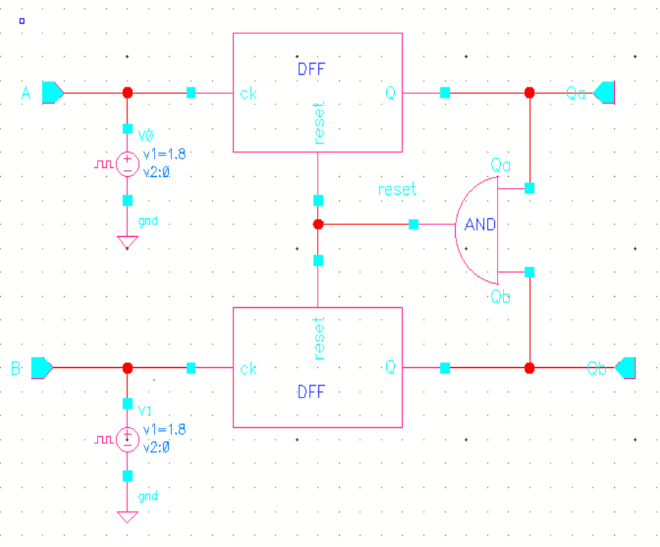 DFF
A
ck
Q
Qa
reset
V0
v1=1.8
v2:0
Qa
reset
gnd
AND
Qb
reset
B
ck
Q
Qb
DFF
V1
v1=1.8
v2:0
gnd